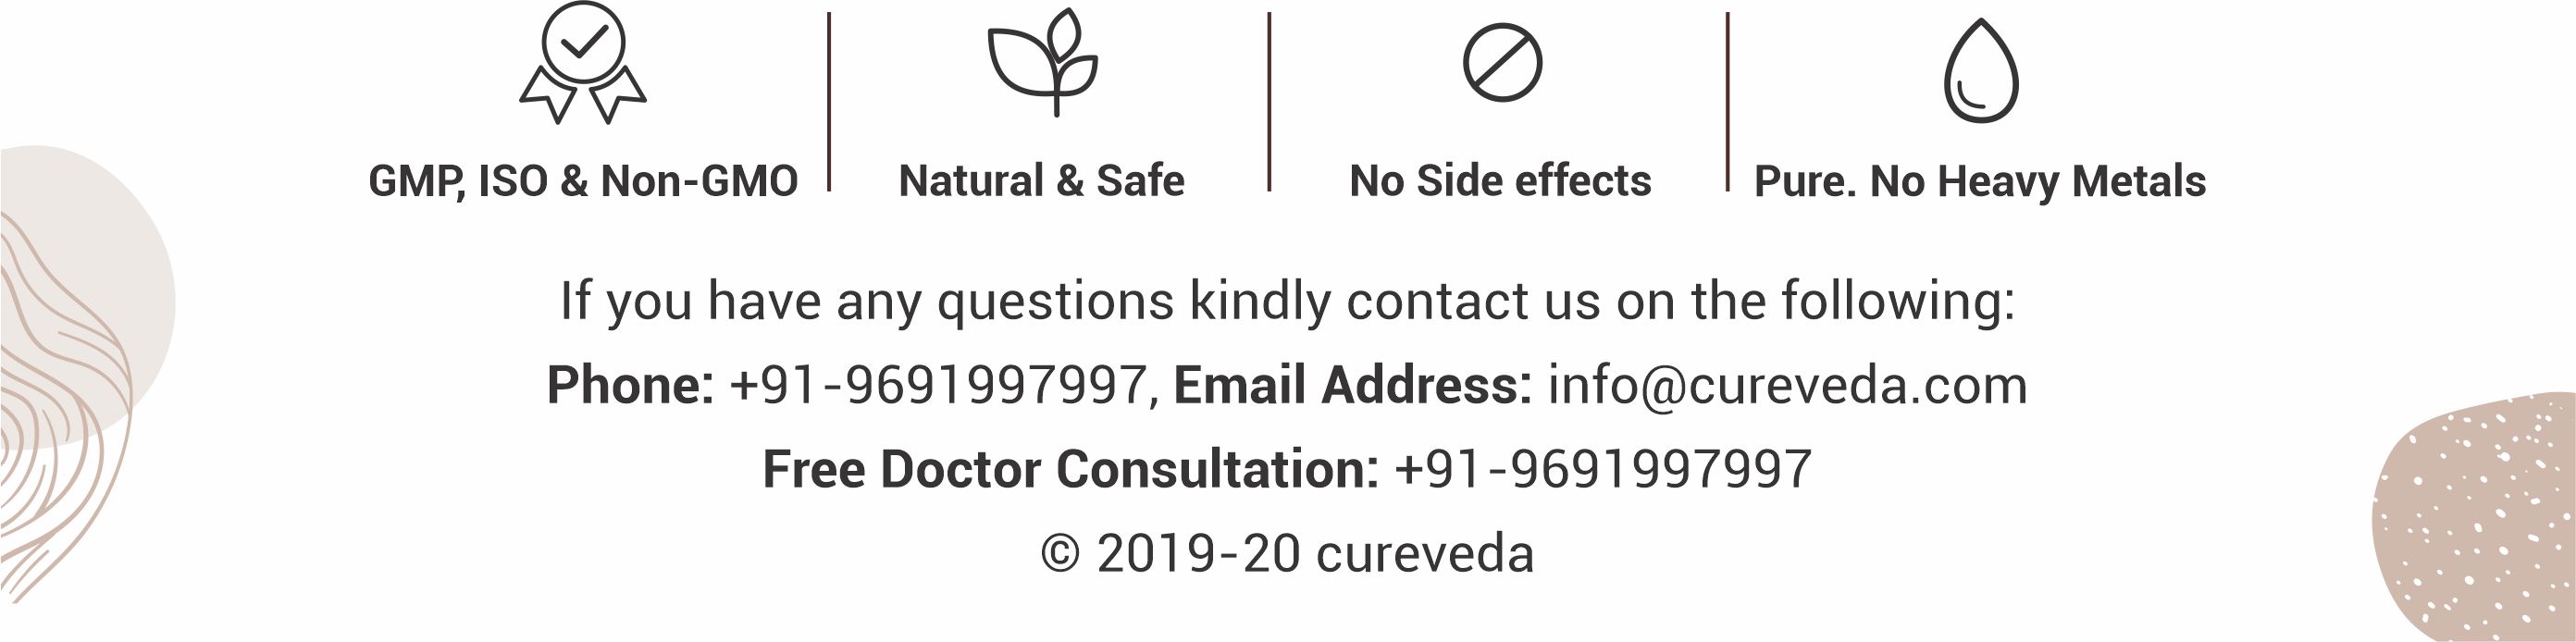 GMP, ISO & Non-GMO
Natural & Safe
No Side effects
Pure. No Heavy Metals
If you have any questions kindly contact us on the following:
Phone: +91-9691997997, Email Address: info@cureveda.com
Free Doctor Consultation: +91-9691997997
© 2019-20 cureveda